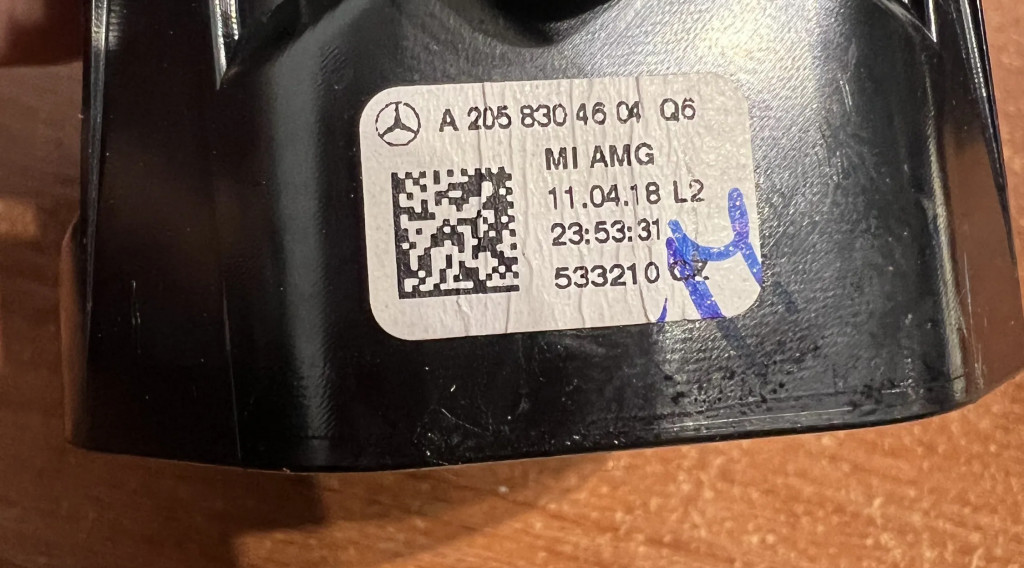 A 205 830 46 04 Q6
MI AMG
11.04.18 L2
23:53:31
533210